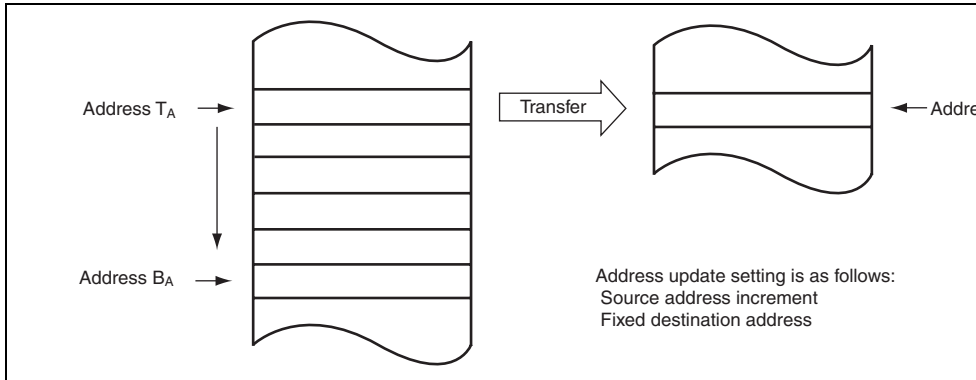 Address TA
Transfer
Address BA
Address update setting is as follows:
Source address increment
Fixed destination address